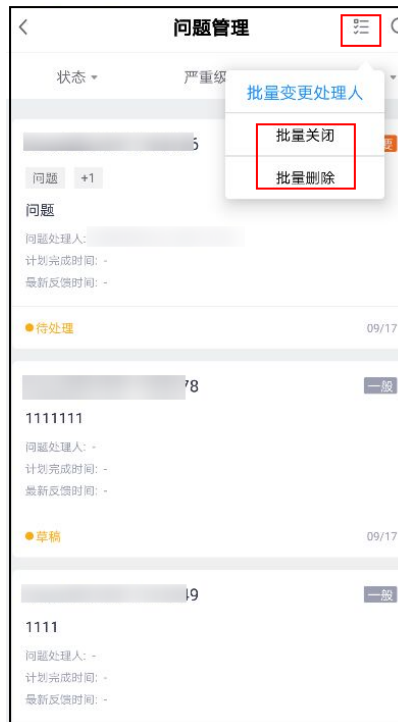 问题管理
状态
严重级
批量变更处理人
批量关闭
批量删除
问题 +1
问题
问题处理人:
计划完成时间: -
最新反馈时间: -
待处理 09/17
78 一般
1111111
问题处理人: -
计划完成时间: -
最新反馈时间: -
草稿 09/17
49 一般
1111
问题处理人: -
计划完成时间: -
最新反馈时间: -